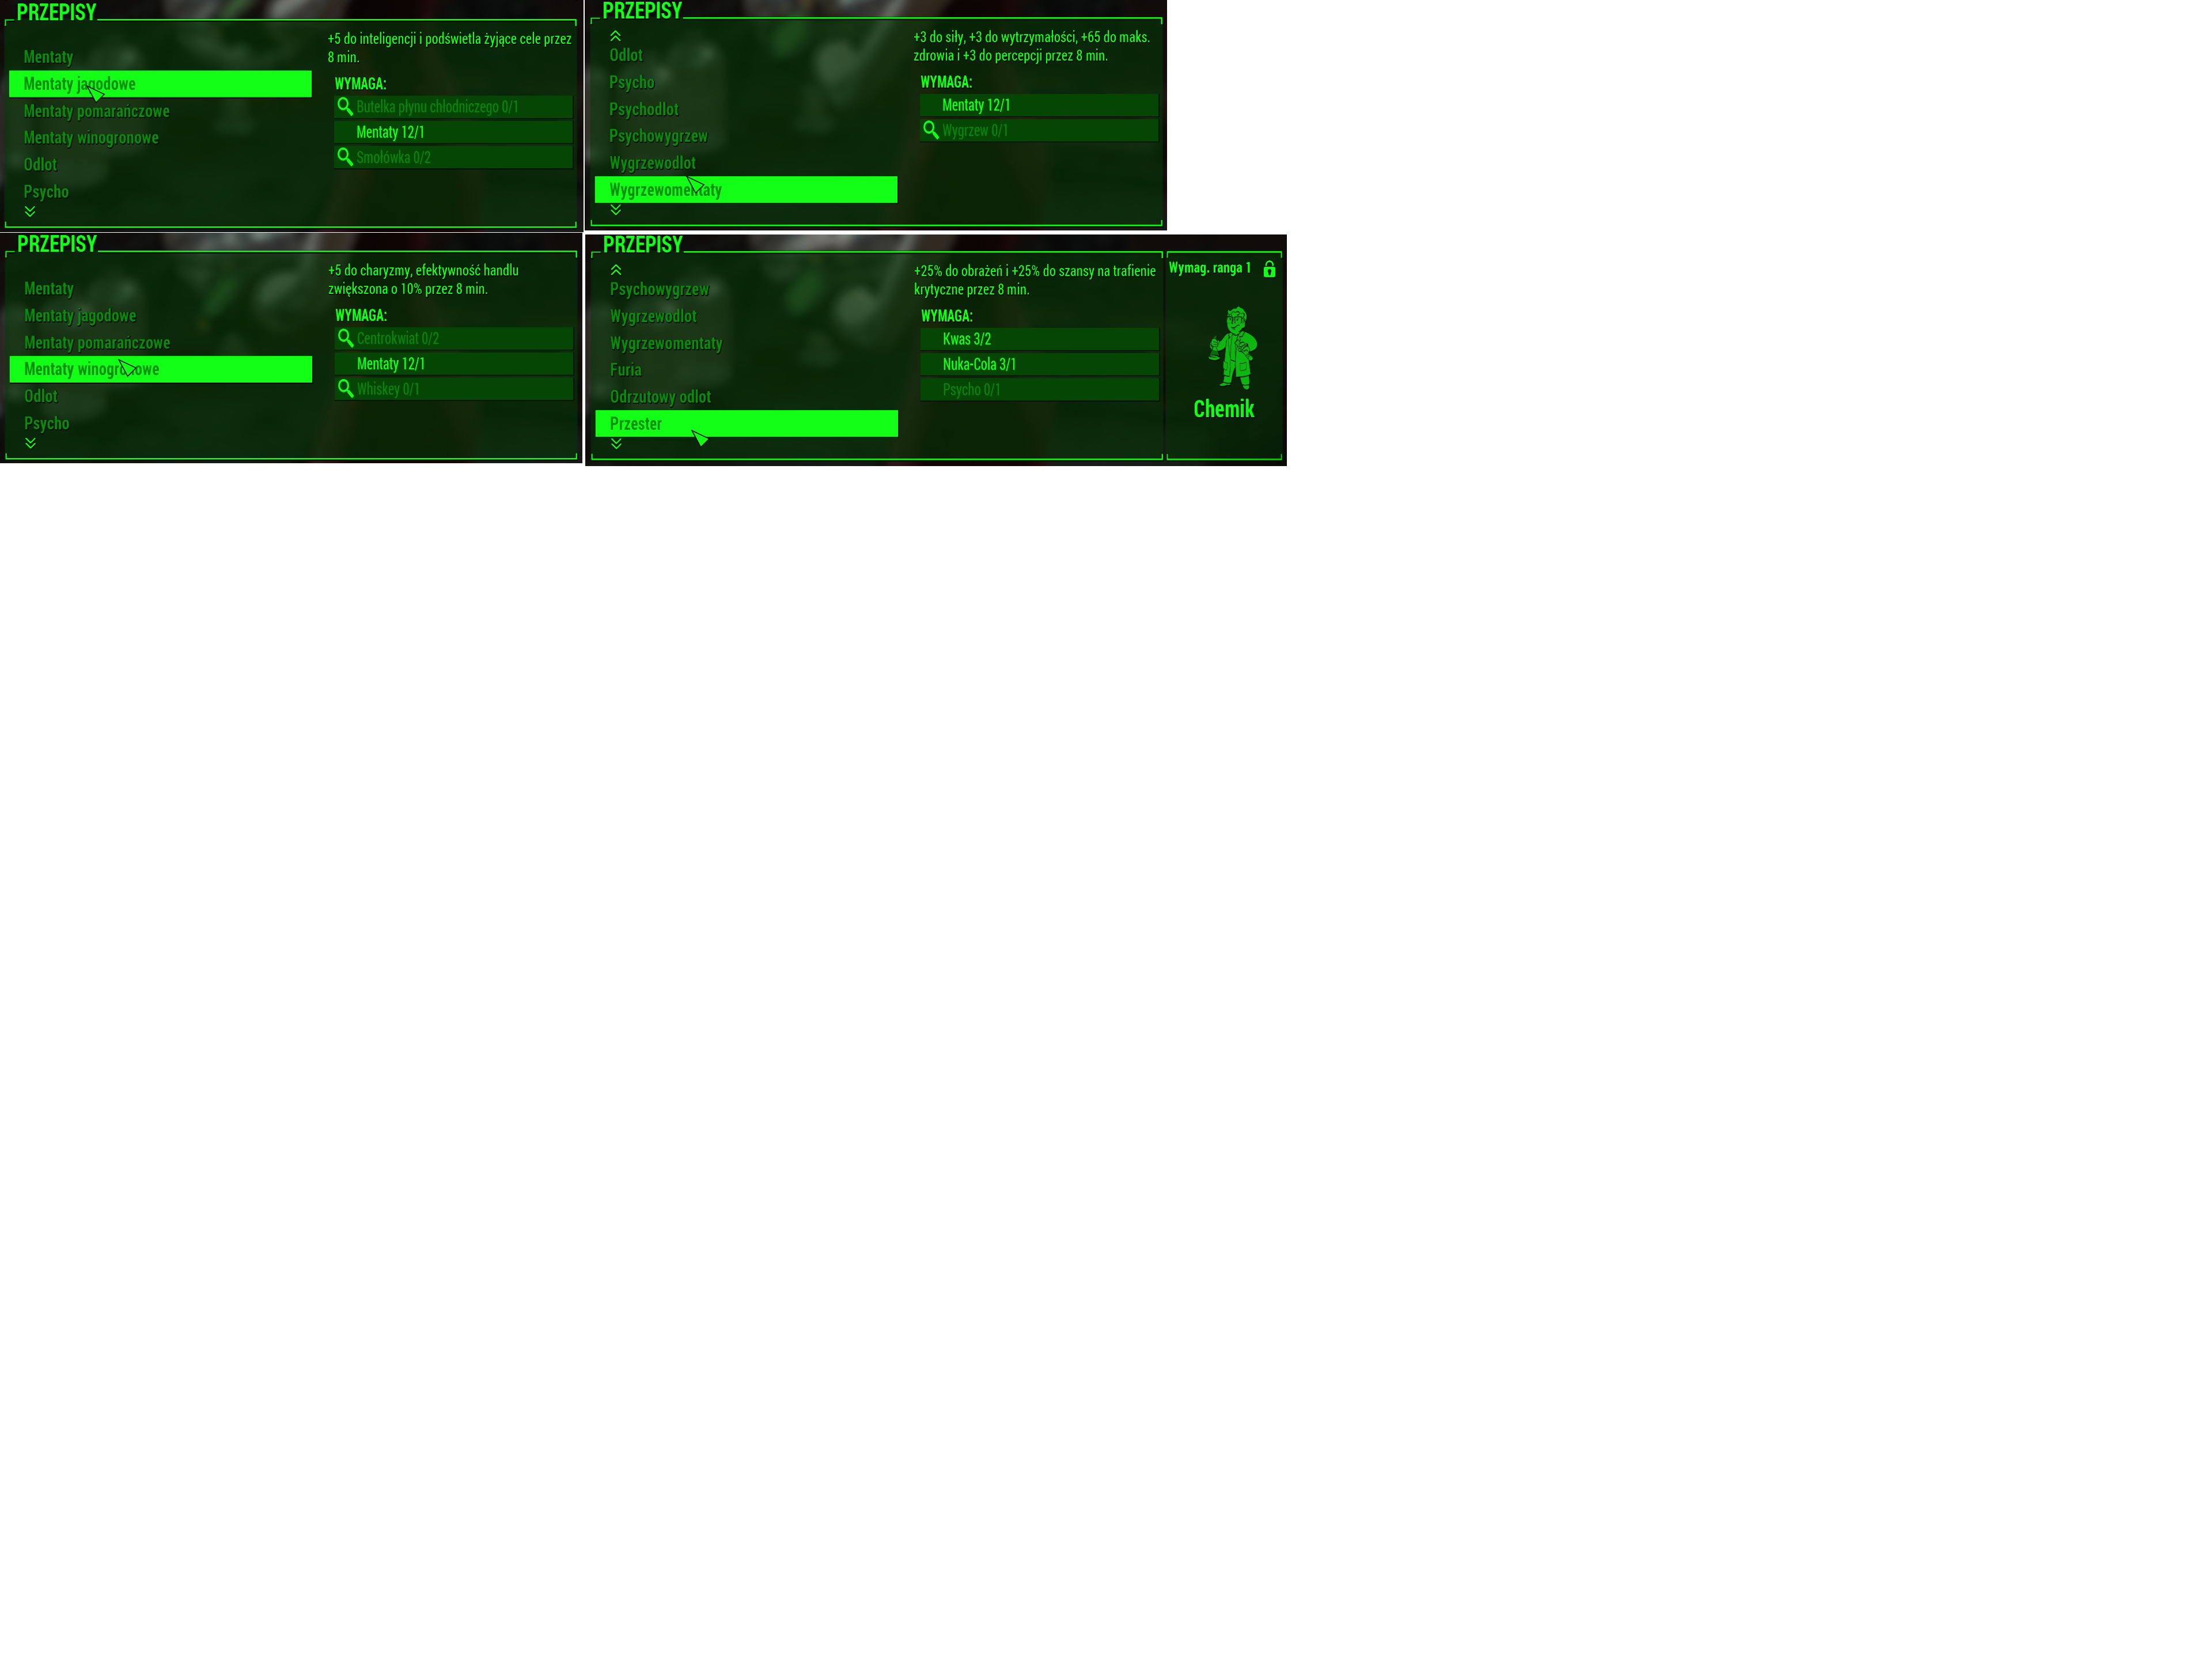 PRZEPISY
Mentaty
Mentaty jagodowe
Mentaty pomarańczowe
Mentaty winogronowe
Odlot
Psycho
+5 do inteligencji i podświetla żyjące cele przez
8 min.
WYMAGA:
Butelka płynu chłodniczego 0/1
Mentaty 12/1
Smołówka 0/2
PRZEPISY
Odlot
Psycho
Psychodlot
Psychowygrzew
Wygrzewodlot
Wygrzewomentaty
+3 do siły, +3 do wytrzymałości, +65 do maks.
zdrowia i +3 do percepcji przez 8 min.
WYMAGA:
Mentaty 12/1
Wygrzew 0/1
PRZEPISY
Mentaty
Mentaty jagodowe
Mentaty pomarańczowe
Mentaty winogronowe
Odlot
Psycho
+5 do charyzmy, efektywność handlu
zwiększona o 10% przez 8 min.
WYMAGA:
Centrokwiat 0/2
Mentaty 12/1
Whiskey 0/1
PRZEPISY
Psychowygrzew
Wygrzewodlot
Wygrzewomentaty
Furia
Odrzutowy odlot
Przester
+25% do obrażeń i +25% do szansy na trafienie
krytyczne przez 8 min.
WYMAGA:
Kwas 3/2
Nuka-Cola 3/1
Psycho 0/1
Wymag. ranga 1
Chemik